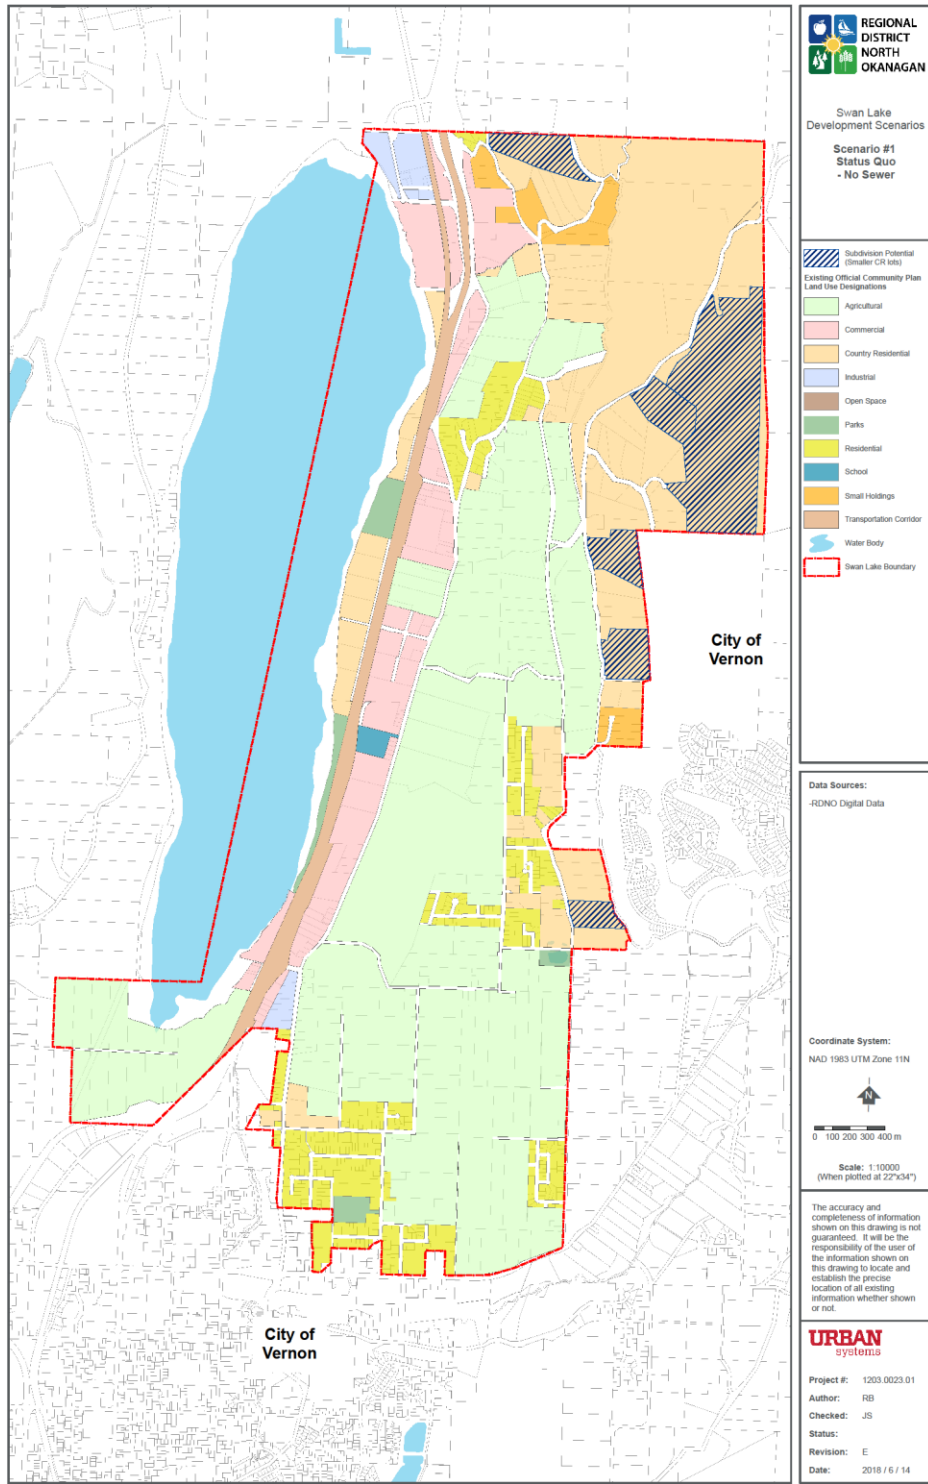 REGIONAL
DISTRICT
NORTH
OKANAGAN
Swan Lake
Development Scenarios
Scenario #1
Status Quo
- No Sewer
Subdivision Potential
(Smaller CR lots)
Existing Official Community Plan
Land Use Designations
Agricultural
Commercial
Country Residential
Industrial
Open Space
Parks
Residential
School
Small Holdings
Transportation Corridor
Water Body
Swan Lake Boundary
City of
Vernon
City of
Vernon
Data Sources:
-RDNO Digital Data
Coordinate System:
NAD 1983 UTM Zone 11N
N
0 100 200 300 400 m
Scale: 1:10000
(When plotted at 22"x34")
The accuracy and
completeness of information
shown on this drawing is not
guaranteed. It will be the
responsibility of the user of
the information shown on
this drawing to locate and
establish the precise
location of all existing
information whether shown
or not.
URBAN
systems
Project #: 1203.0023.01
Author: RB
Checked: JS
Status:
Revision: E
Date: 2018 / 6 / 14